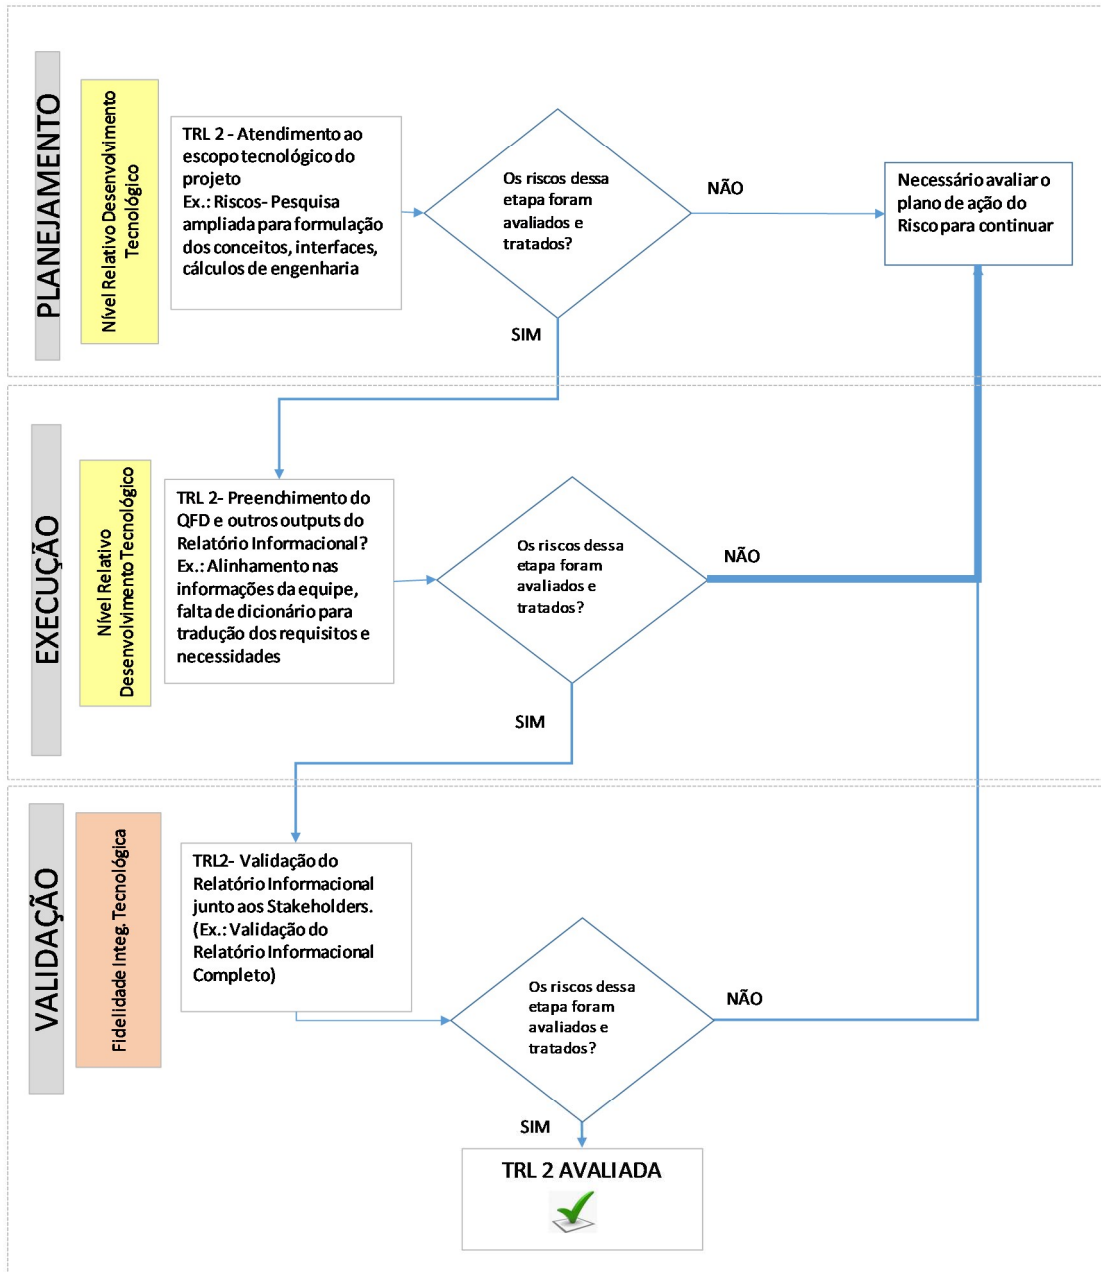 PLANEJAMENTO
Nível Relativo Desenvolvimento
Tecnológico
TRL 2 - Atendimento ao
escopo tecnológico do
projeto
Ex.: Riscos- Pesquisa
ampliada para formulação
dos conceitos, interfaces,
cálculos de engenharia
Os riscos dessa
etapa foram
avaliados e
tratados?
NÃO
Necessário avaliar o
plano de ação do
Risco para continuar
SIM
EXECUÇÃO
Nível Relativo
Desenvolvimento Tecnológico
TRL 2- Preenchimento do
QFD e outros outputs do
Relatório Informacional?
Ex.: Alinhamento nas
informações da equipe,
falta de dicionário para
tradução dos requisitos e
necessidades
Os riscos dessa
etapa foram
avaliados e
tratados?
NÃO
SIM
VALIDAÇÃO
Fidelidade Integ. Tecnológica
TRL2- Validação do
Relatório Informacional
junto aos Stakeholders.
(Ex.: Validação do
Relatório Informacional
Completo)
Os riscos dessa
etapa foram
avaliados e
tratados?
NÃO
SIM
TRL 2 AVALIADA